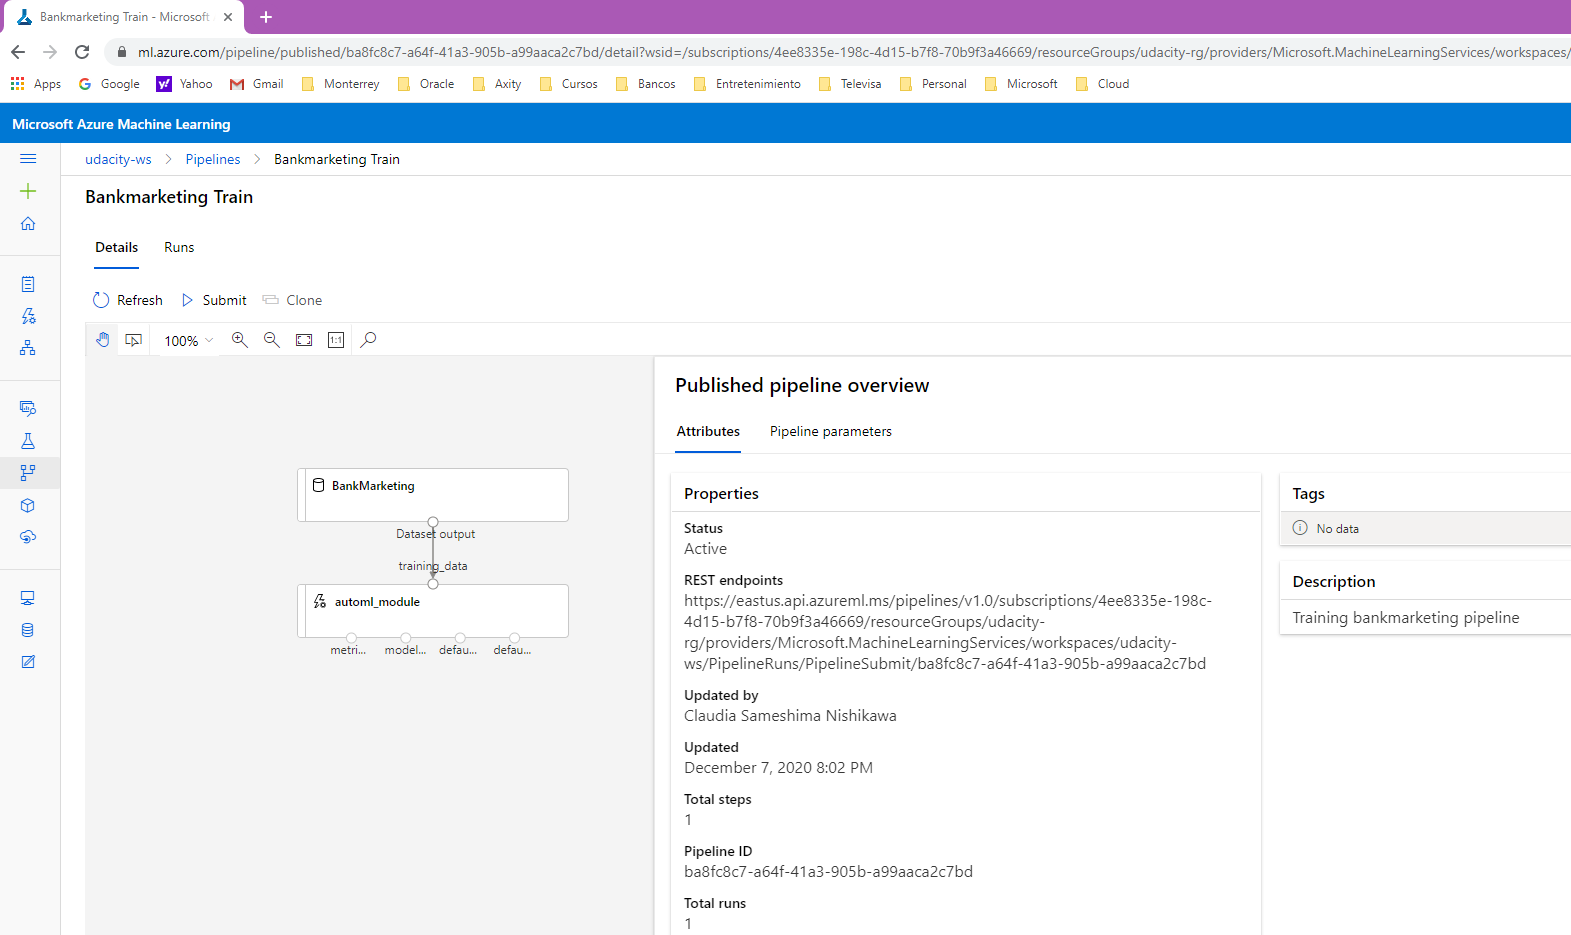 Bankmarketing Train - Microsoft
ml.azure.com/pipeline/published/ba8fc8c7-a64f-41a3-905b-a99aaca2c7bd/detail?wsid=/subscriptions/4ee8335e-198c-4d15-b7f8-70b9f3a46669/resourceGroups/udacity-rg/providers/Microsoft.MachineLearningServices/workspaces/
Apps Google Yahoo Gmail Monterrey Oracle Axity Cursos Bancos Entretenimiento Televisa Personal Microsoft Cloud
Microsoft Azure Machine Learning
udacity-ws > Pipelines > Bankmarketing Train
Bankmarketing Train
Details Runs
Refresh Submit Clone
100% 1:1
Published pipeline overview
Attributes Pipeline parameters
BankMarketing
Dataset output
training_data
automl_module
metri... model... defau... defau...
Properties
Status
Active
REST endpoints
https://eastus.api.azureml.ms/pipelines/v1.0/subscriptions/4ee8335e-198c-
4d15-b7f8-70b9f3a46669/resourceGroups/udacity-
rg/providers/Microsoft.MachineLearningServices/workspaces/udacity-
ws/PipelineRuns/PipelineSubmit/ba8fc8c7-a64f-41a3-905b-a99aaca2c7bd
Updated by
Claudia Sameshima Nishikawa
Updated
December 7, 2020 8:02 PM
Total steps
1
Pipeline ID
ba8fc8c7-a64f-41a3-905b-a99aaca2c7bd
Total runs
1
Tags
No data
Description
Training bankmarketing pipeline